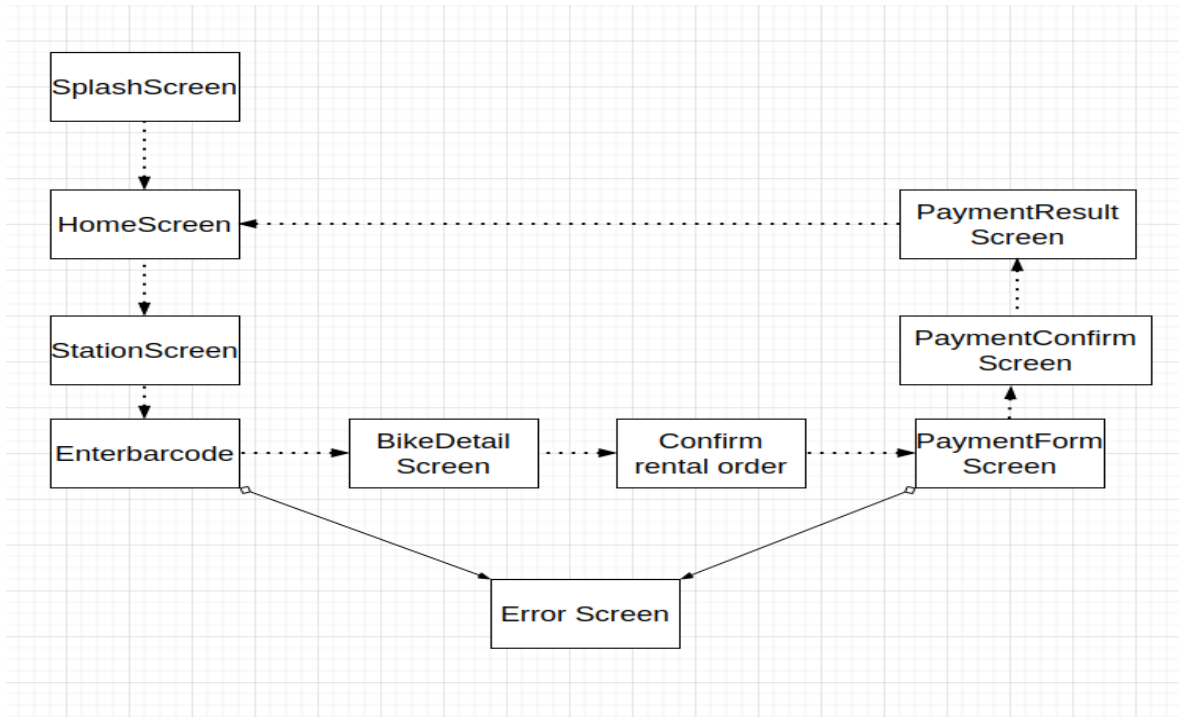 SplashScreen
HomeScreen
PaymentResult
Screen
StationScreen
PaymentConfirm
Screen
Enterbarcode
BikeDetail
Screen
Confirm
rental order
PaymentForm
Screen
Error Screen